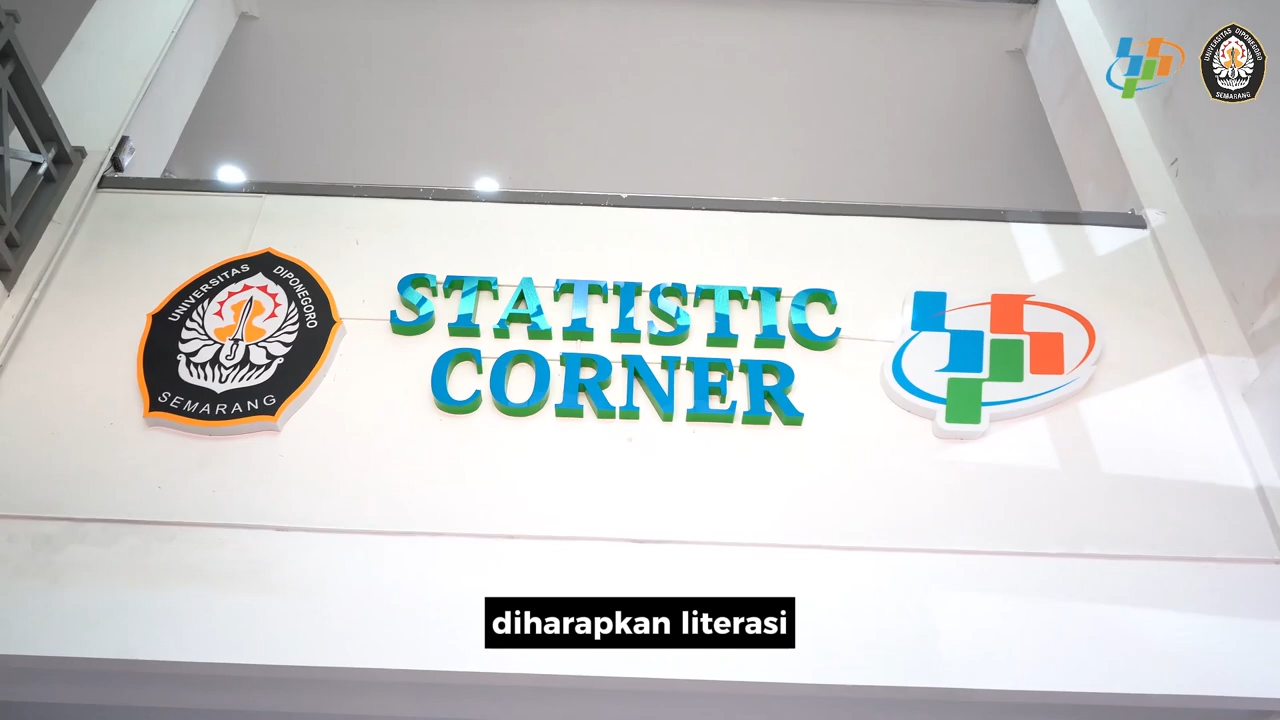 UNIVERSITAS DIPONEGORO
SEMARANG
UNIVERSITAS DIPONEGORO
SEMARANG
STATISTIC
CORNER
diharapkan literasi